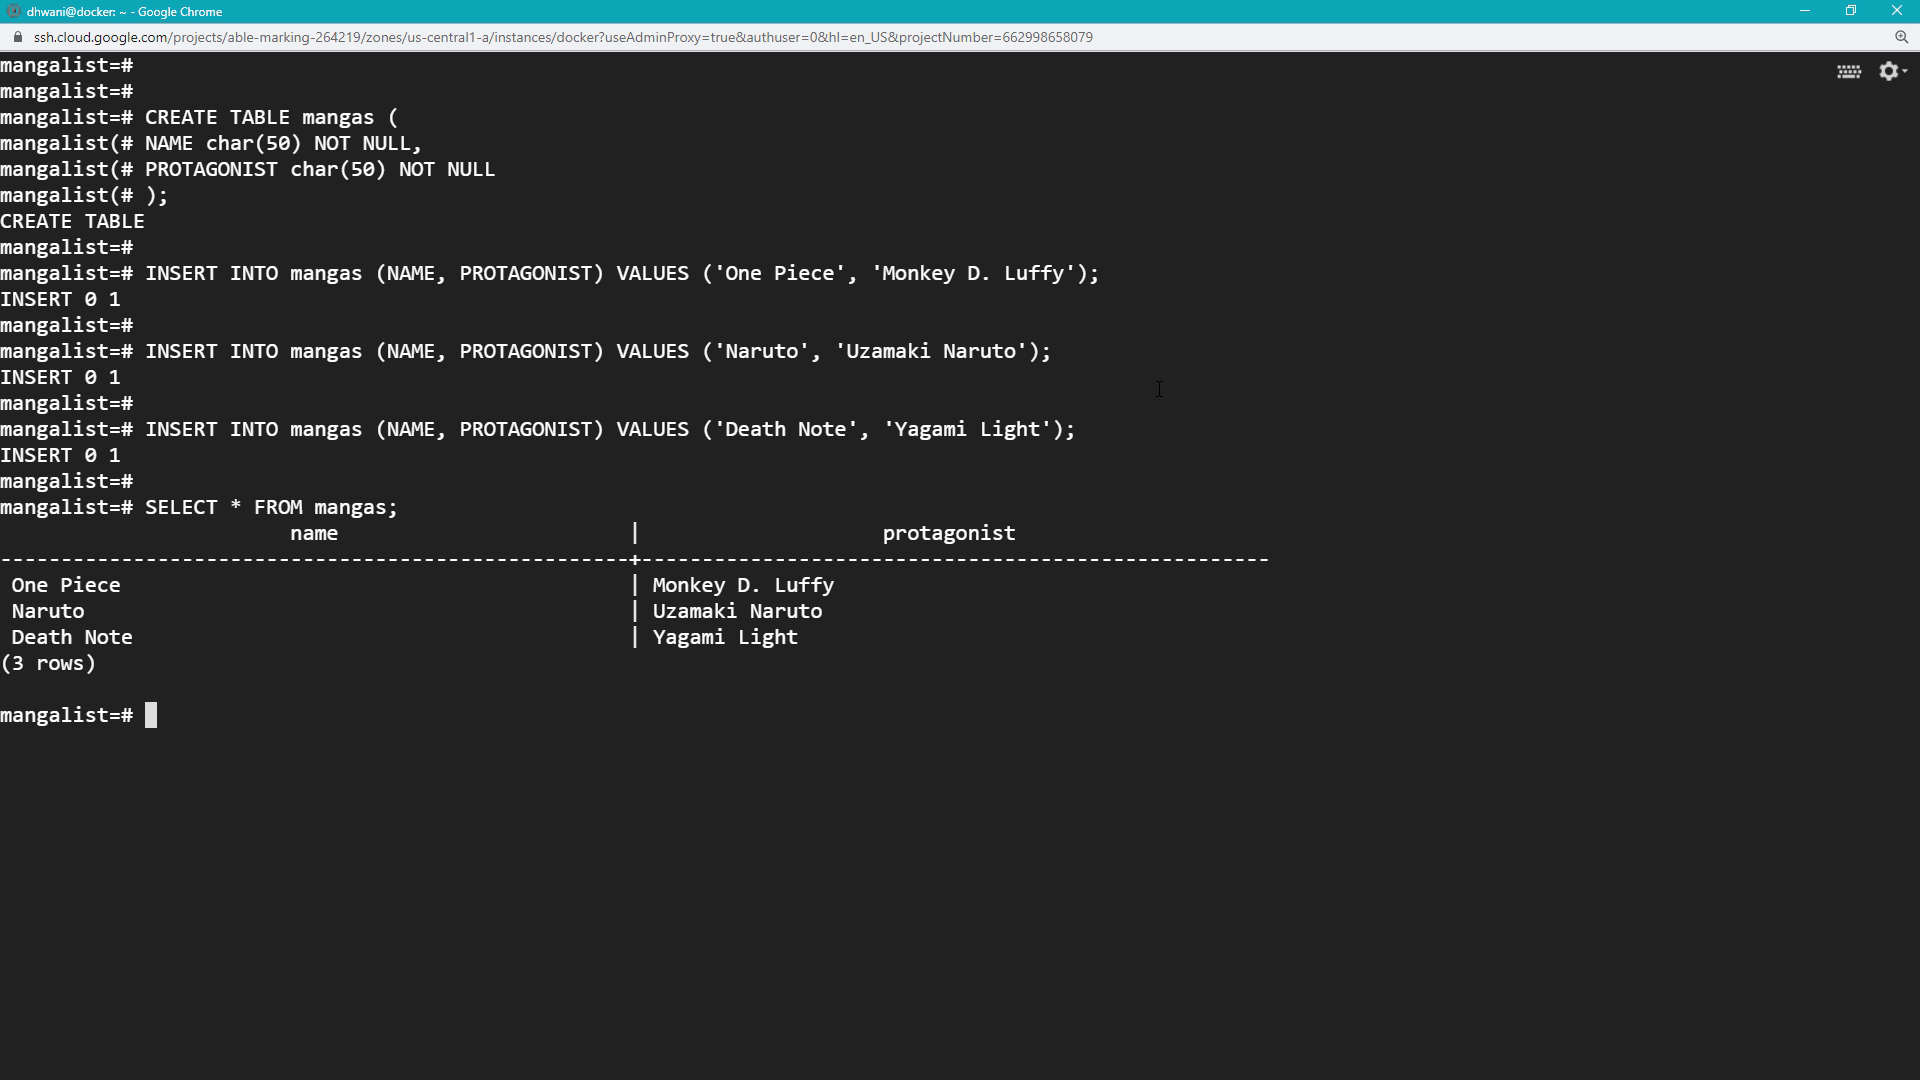 dhwani@docker: ~ - Google Chrome
ssh.cloud.google.com/projects/able-marking-264219/zones/us-central1-a/instances/docker?useAdminProxy=true&authuser=0&hl=en_US&projectNumber=662998658079
mangalist=#
mangalist=#
mangalist=# CREATE TABLE mangas (
mangalist(# NAME char(50) NOT NULL,
mangalist(# PROTAGONIST char(50) NOT NULL
mangalist(# );
CREATE TABLE
mangalist=#
mangalist=# INSERT INTO mangas (NAME, PROTAGONIST) VALUES ('One Piece', 'Monkey D. Luffy');
INSERT 0 1
mangalist=#
mangalist=# INSERT INTO mangas (NAME, PROTAGONIST) VALUES ('Naruto', 'Uzamaki Naruto');
INSERT 0 1
mangalist=#
mangalist=# INSERT INTO mangas (NAME, PROTAGONIST) VALUES ('Death Note', 'Yagami Light');
INSERT 0 1
mangalist=#
mangalist=# SELECT * FROM mangas;
name | protagonist
----------------------------------------------------+----------------------------------------------------
One Piece | Monkey D. Luffy
Naruto | Uzamaki Naruto
Death Note | Yagami Light
(3 rows)
mangalist=#